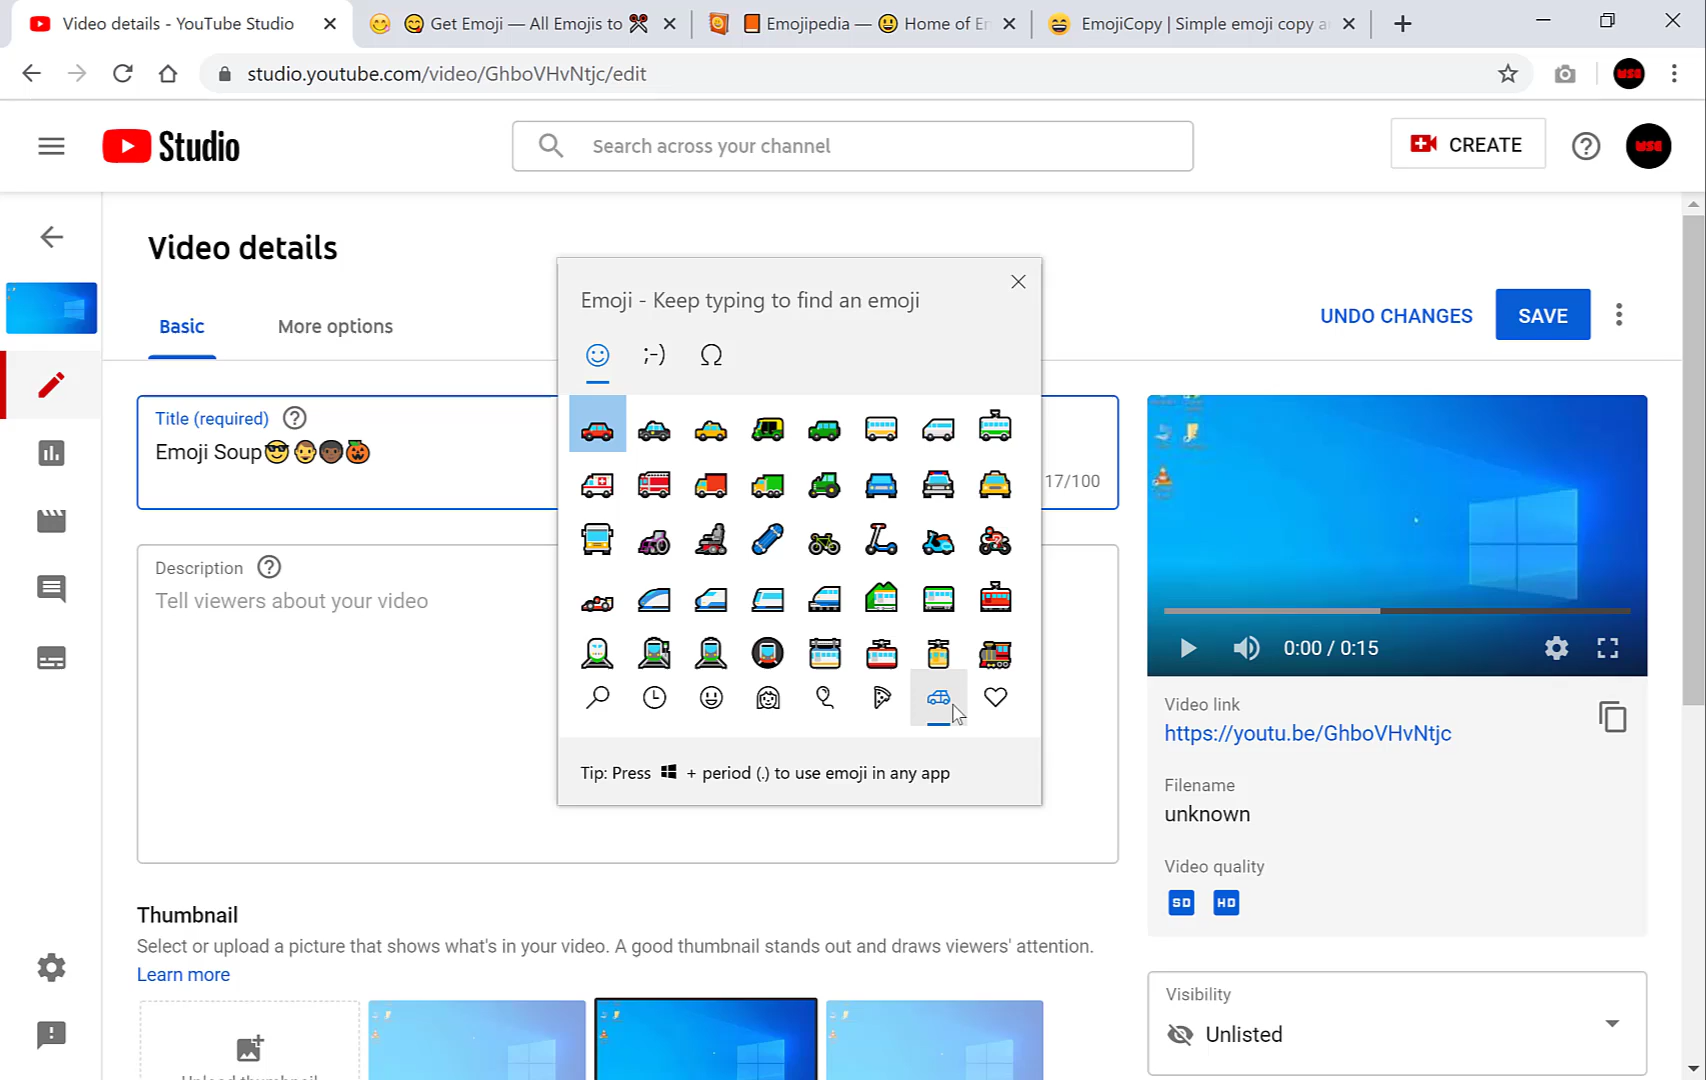 Video details - YouTube Studio
😋 Get Emoji — All Emojis to ✂
📙 Emojipedia — 😃 Home of Em
EmojiCopy | Simple emoji copy a
studio.youtube.com/video/GhboVHvNtjc/edit
Studio
Search across your channel
CREATE
Video details
Basic
More options
UNDO CHANGES
SAVE
Title (required)
Emoji Soup😎👨👨🏿🎃
17/100
Description
Tell viewers about your video
Emoji - Keep typing to find an emoji
;-)
Ω
Tip: Press + period (.) to use emoji in any app
0:00 / 0:15
Video link
https://youtu.be/GhboVHvNtjc
Filename
unknown
Video quality
SD HD
Thumbnail
Select or upload a picture that shows what's in your video. A good thumbnail stands out and draws viewers' attention.
Learn more
Visibility
Unlisted